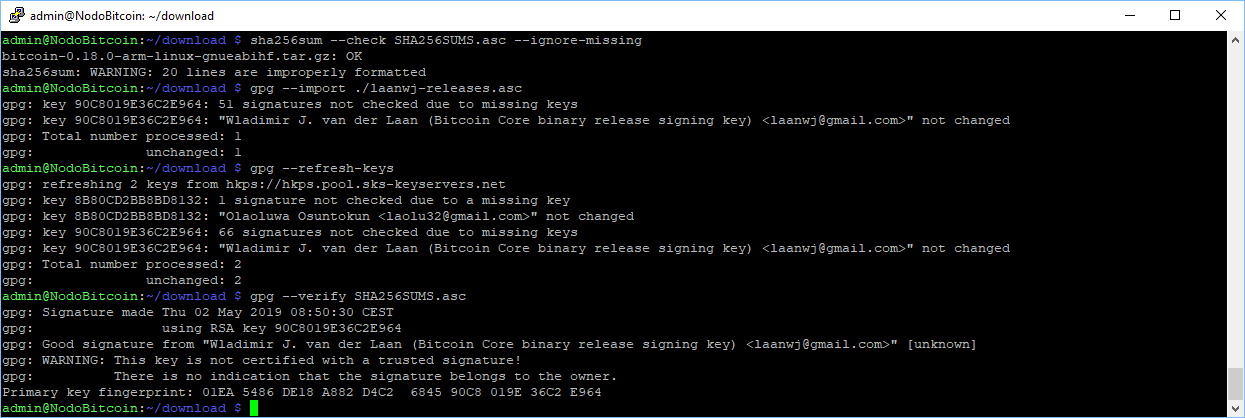 admin@NodoBitcoin: ~/download
admin@NodoBitcoin:~/download $ sha256sum --check SHA256SUMS.asc --ignore-missing
bitcoin-0.18.0-arm-linux-gnueabihf.tar.gz: OK
sha256sum: WARNING: 20 lines are improperly formatted
admin@NodoBitcoin:~/download $ gpg --import ./laanwj-releases.asc
gpg: key 90C8019E36C2E964: 51 signatures not checked due to missing keys
gpg: key 90C8019E36C2E964: "Wladimir J. van der Laan (Bitcoin Core binary release signing key) <laanwj@gmail.com>" not changed
gpg: Total number processed: 1
gpg:              unchanged: 1
admin@NodoBitcoin:~/download $ gpg --refresh-keys
gpg: refreshing 2 keys from hkps://hkps.pool.sks-keyservers.net
gpg: key 8B80CD2BB8BD8132: 1 signature not checked due to a missing key
gpg: key 8B80CD2BB8BD8132: "Olaoluwa Osuntokun <laolu32@gmail.com>" not changed
gpg: key 90C8019E36C2E964: 66 signatures not checked due to missing keys
gpg: key 90C8019E36C2E964: "Wladimir J. van der Laan (Bitcoin Core binary release signing key) <laanwj@gmail.com>" not changed
gpg: Total number processed: 2
gpg:              unchanged: 2
admin@NodoBitcoin:~/download $ gpg --verify SHA256SUMS.asc
gpg: Signature made Thu 02 May 2019 08:50:30 CEST
gpg:                using RSA key 90C8019E36C2E964
gpg: Good signature from "Wladimir J. van der Laan (Bitcoin Core binary release signing key) <laanwj@gmail.com>" [unknown]
gpg: WARNING: This key is not certified with a trusted signature!
gpg:          There is no indication that the signature belongs to the owner.
Primary key fingerprint: 01EA 5486 DE18 A882 D4C2  6845 90C8 019E 36C2 E964
admin@NodoBitcoin:~/download $